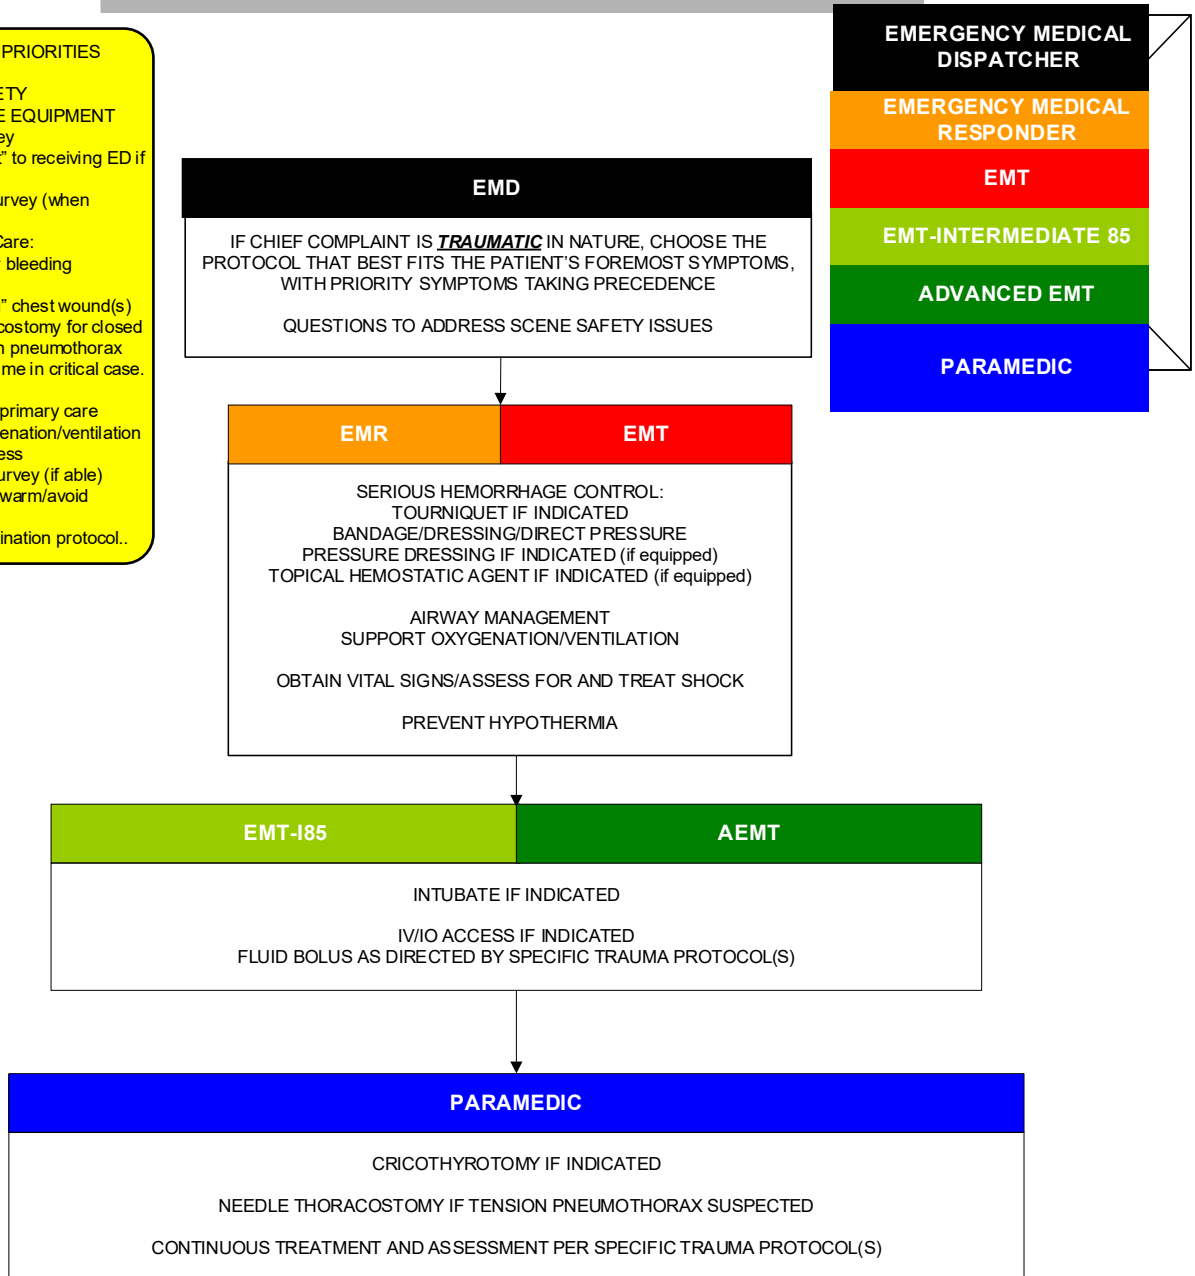 PRIORITIES
EQUIPMENT
" to receiving ED if
urvey (when
Care:
bleeding
" chest wound(s)
costomy for closed
pneumothorax
me in critical case.
primary care
enation/ventilation
ess
urvey (if able)
warm/avoid
ination protocol..
EMERGENCY MEDICAL
DISPATCHER
EMERGENCY MEDICAL
RESPONDER
EMT
EMT-INTERMEDIATE 85
ADVANCED EMT
PARAMEDIC
EMD
IF CHIEF COMPLAINT IS TRAUMATIC IN NATURE, CHOOSE THE
PROTOCOL THAT BEST FITS THE PATIENT'S FOREMOST SYMPTOMS,
WITH PRIORITY SYMPTOMS TAKING PRECEDENCE
QUESTIONS TO ADDRESS SCENE SAFETY ISSUES
EMR
EMT
SERIOUS HEMORRHAGE CONTROL:
TOURNIQUET IF INDICATED
BANDAGE/DRESSING/DIRECT PRESSURE
PRESSURE DRESSING IF INDICATED (if equipped)
TOPICAL HEMOSTATIC AGENT IF INDICATED (if equipped)
AIRWAY MANAGEMENT
SUPPORT OXYGENATION/VENTILATION
OBTAIN VITAL SIGNS/ASSESS FOR AND TREAT SHOCK
PREVENT HYPOTHERMIA
EMT-I85
AEMT
INTUBATE IF INDICATED
IV/IO ACCESS IF INDICATED
FLUID BOLUS AS DIRECTED BY SPECIFIC TRAUMA PROTOCOL(S)
PARAMEDIC
CRICOTHYROTOMY IF INDICATED
NEEDLE THORACOSTOMY IF TENSION PNEUMOTHORAX SUSPECTED
CONTINUOUS TREATMENT AND ASSESSMENT PER SPECIFIC TRAUMA PROTOCOL(S)